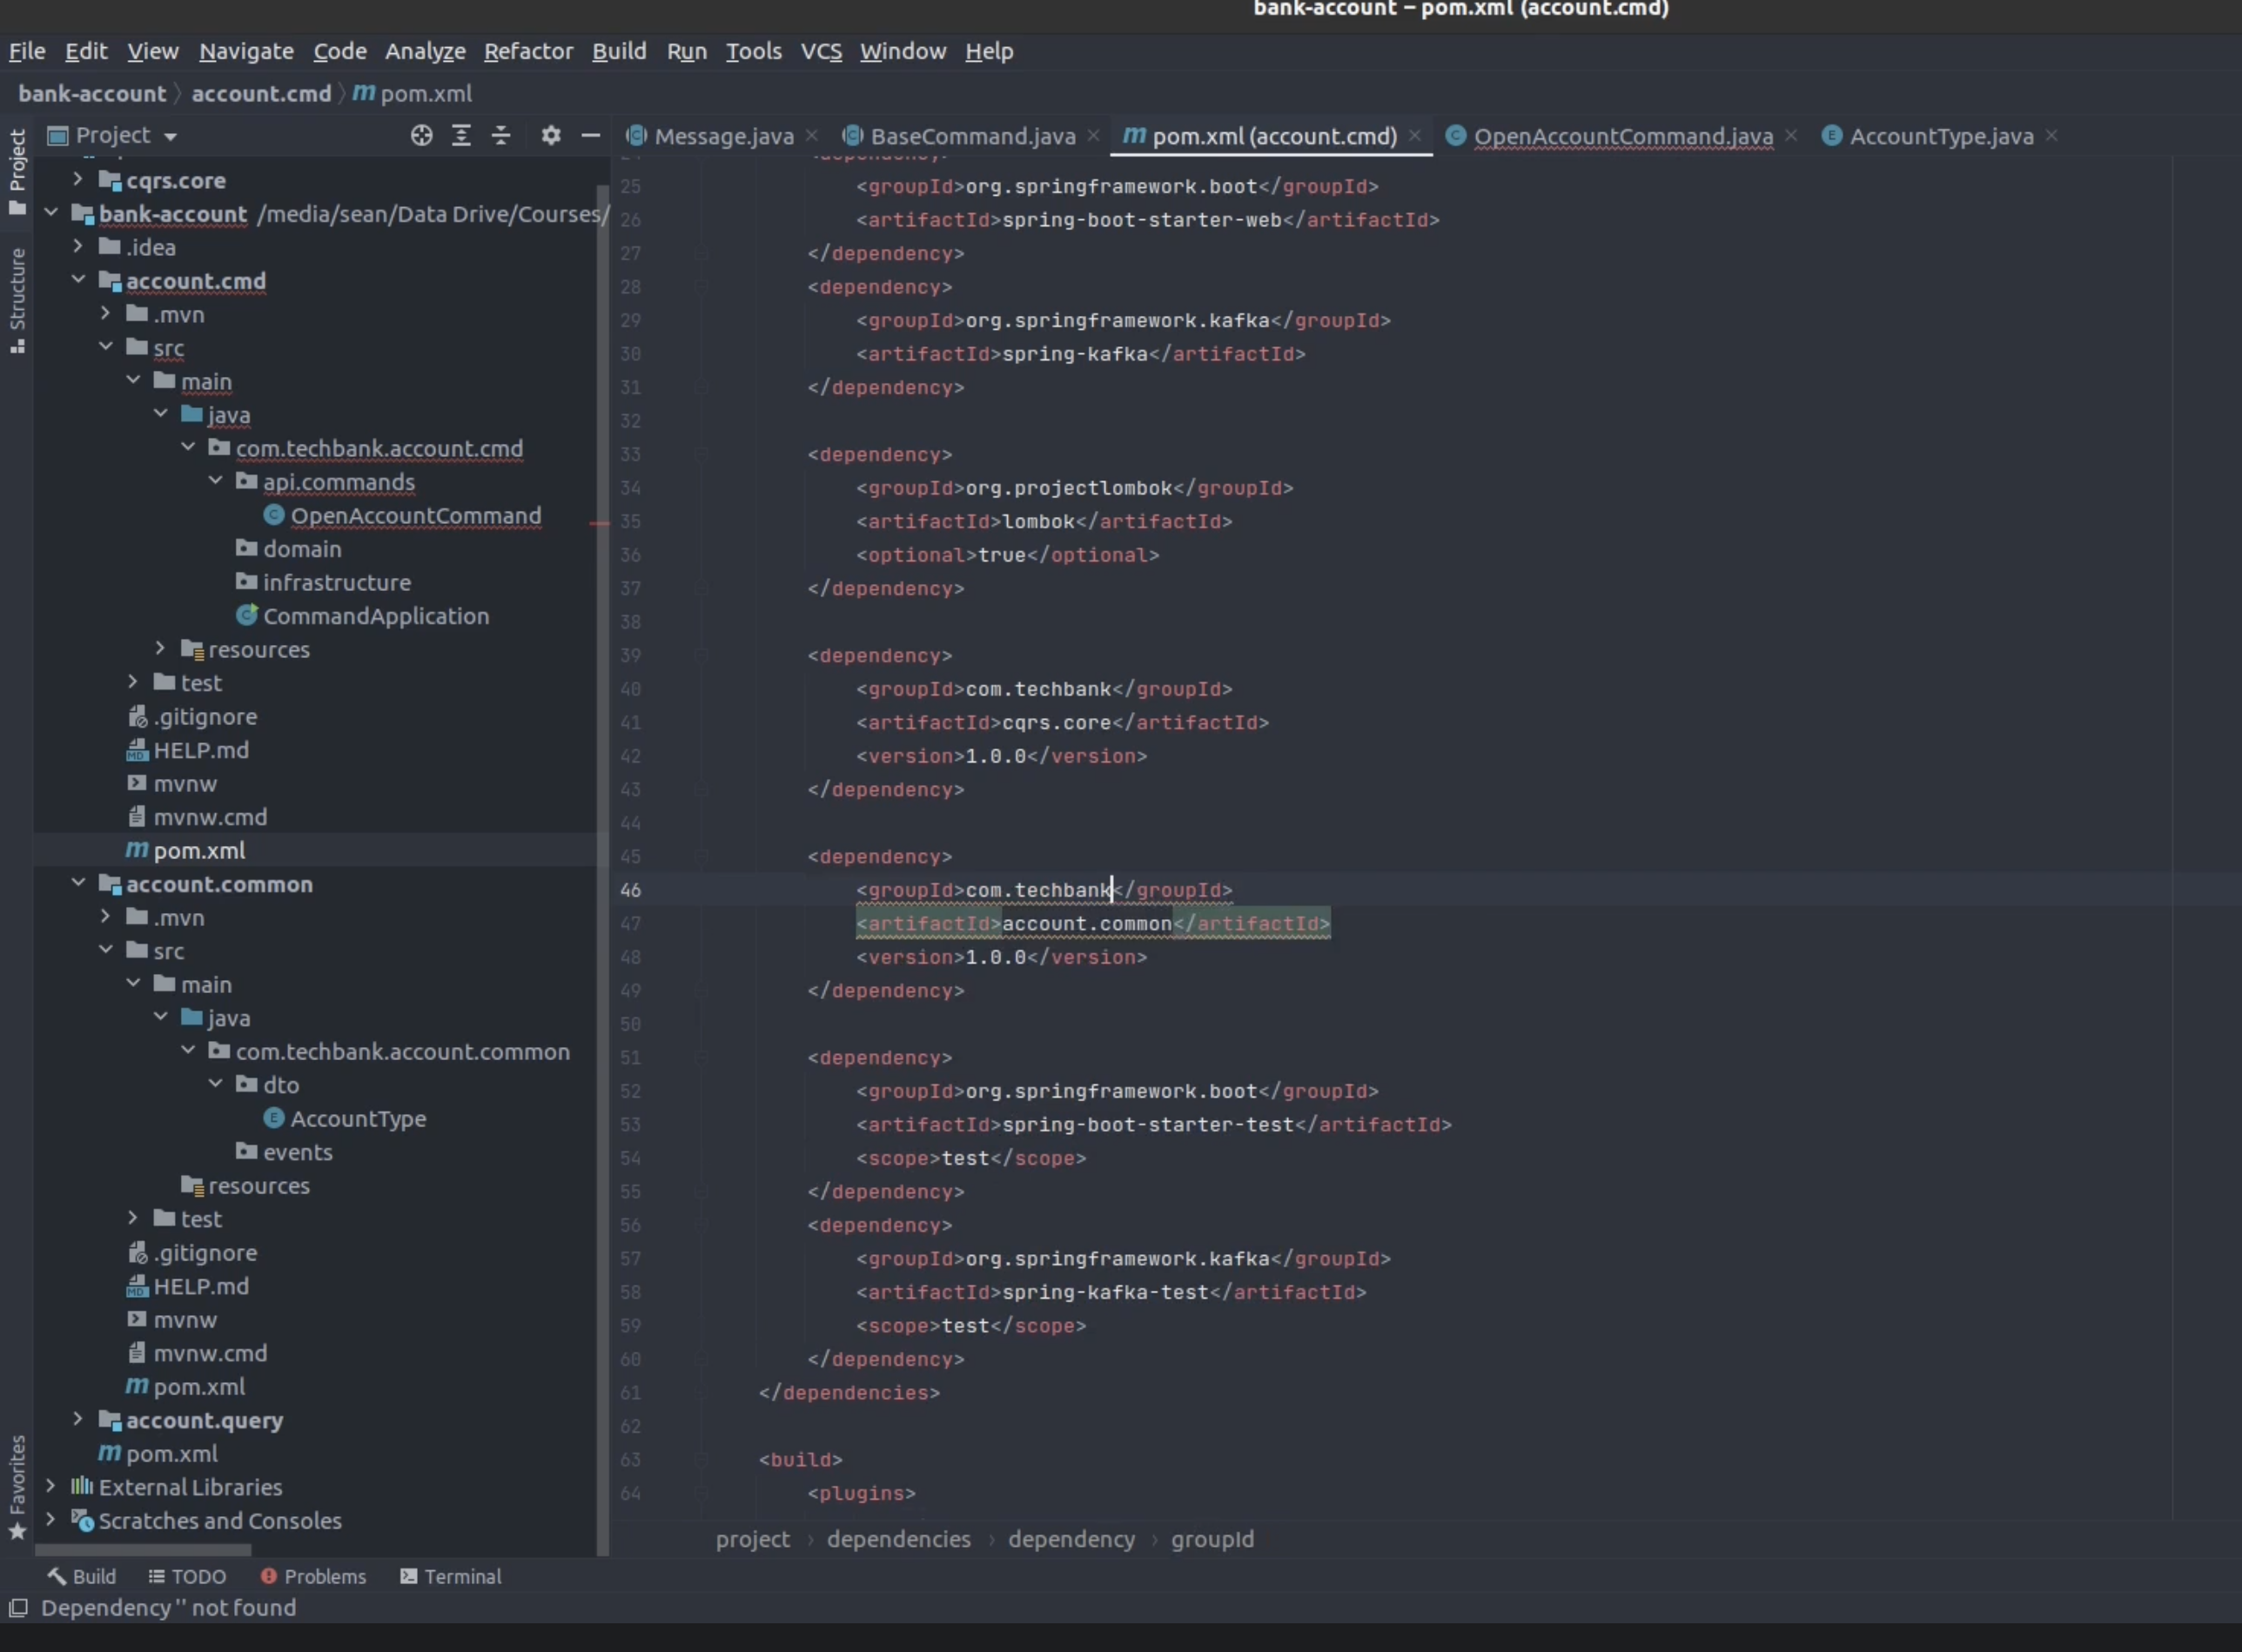 bank-account – pom.xml (account.cmd)
File Edit View Navigate Code Analyze Refactor Build Run Tools VCS Window Help
bank-account account.cmd pom.xml
Project
Structure
Favorites
Project
cqrs.core
bank-account /media/sean/Data Drive/Courses/
.idea
account.cmd
.mvn
src
main
java
com.techbank.account.cmd
api.commands
OpenAccountCommand
domain
infrastructure
CommandApplication
resources
test
.gitignore
HELP.md
mvnw
mvnw.cmd
pom.xml
account.common
.mvn
src
main
java
com.techbank.account.common
dto
AccountType
events
resources
test
.gitignore
HELP.md
mvnw
mvnw.cmd
pom.xml
account.query
pom.xml
External Libraries
Scratches and Consoles
Message.java BaseCommand.java pom.xml (account.cmd) OpenAccountCommand.java AccountType.java
25 <groupId>org.springframework.boot</groupId>
26 <artifactId>spring-boot-starter-web</artifactId>
27 </dependency>
28 <dependency>
29 <groupId>org.springframework.kafka</groupId>
30 <artifactId>spring-kafka</artifactId>
31 </dependency>
32
33 <dependency>
34 <groupId>org.projectlombok</groupId>
35 <artifactId>lombok</artifactId>
36 <optional>true</optional>
37 </dependency>
38
39 <dependency>
40 <groupId>com.techbank</groupId>
41 <artifactId>cqrs.core</artifactId>
42 <version>1.0.0</version>
43 </dependency>
44
45 <dependency>
46 <groupId>com.techbank</groupId>
47 <artifactId>account.common</artifactId>
48 <version>1.0.0</version>
49 </dependency>
50
51 <dependency>
52 <groupId>org.springframework.boot</groupId>
53 <artifactId>spring-boot-starter-test</artifactId>
54 <scope>test</scope>
55 </dependency>
56 <dependency>
57 <groupId>org.springframework.kafka</groupId>
58 <artifactId>spring-kafka-test</artifactId>
59 <scope>test</scope>
60 </dependency>
61 </dependencies>
62
63 <build>
64 <plugins>
project › dependencies › dependency › groupId
Build TODO Problems Terminal
Dependency '' not found